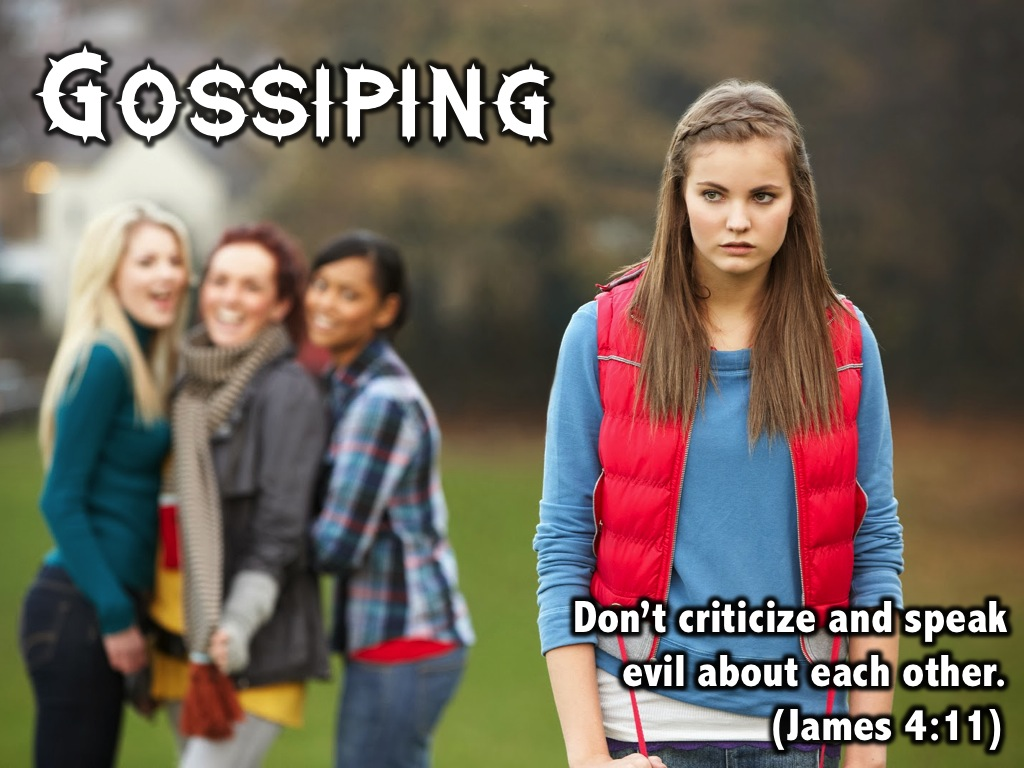 Gossiping
Don't criticize and speak
evil about each other.
(James 4:11)